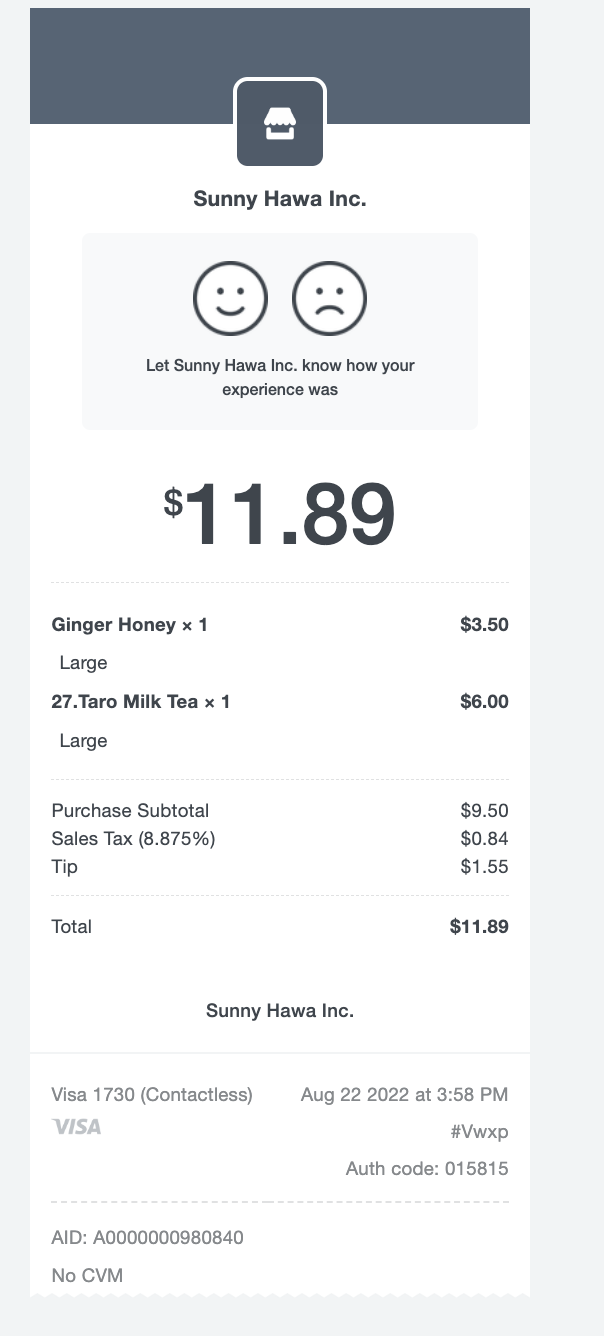 Sunny Hawa Inc.
Let Sunny Hawa Inc. know how your
experience was
$11.89
Ginger Honey × 1 $3.50
Large
27.Taro Milk Tea × 1 $6.00
Large
Purchase Subtotal $9.50
Sales Tax (8.875%) $0.84
Tip $1.55
Total $11.89
Sunny Hawa Inc.
Visa 1730 (Contactless) Aug 22 2022 at 3:58 PM
VISA #Vwxp
Auth code: 015815
AID: A0000000980840
No CVM